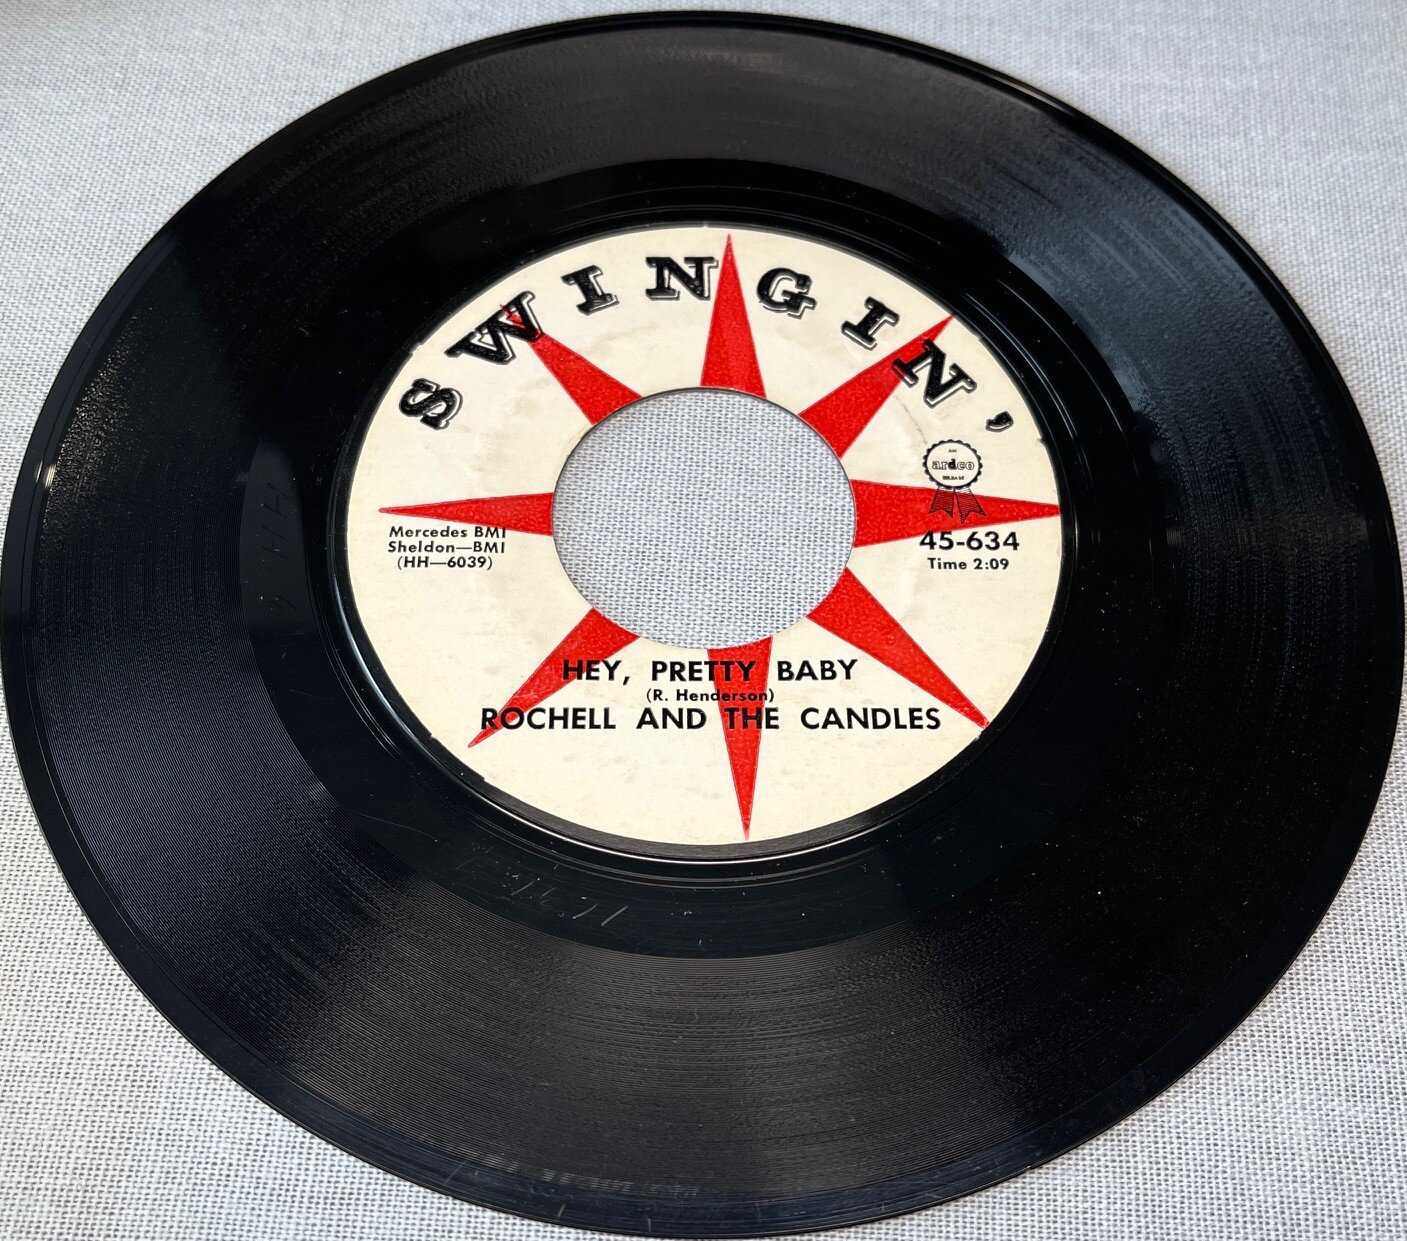 SWINGIN'
ardco
Mercedes BMI
Sheldon—BMI
(HH—6039)
45-634
Time 2:09
HEY, PRETTY BABY
(R. Henderson)
ROCHELL AND THE CANDLES